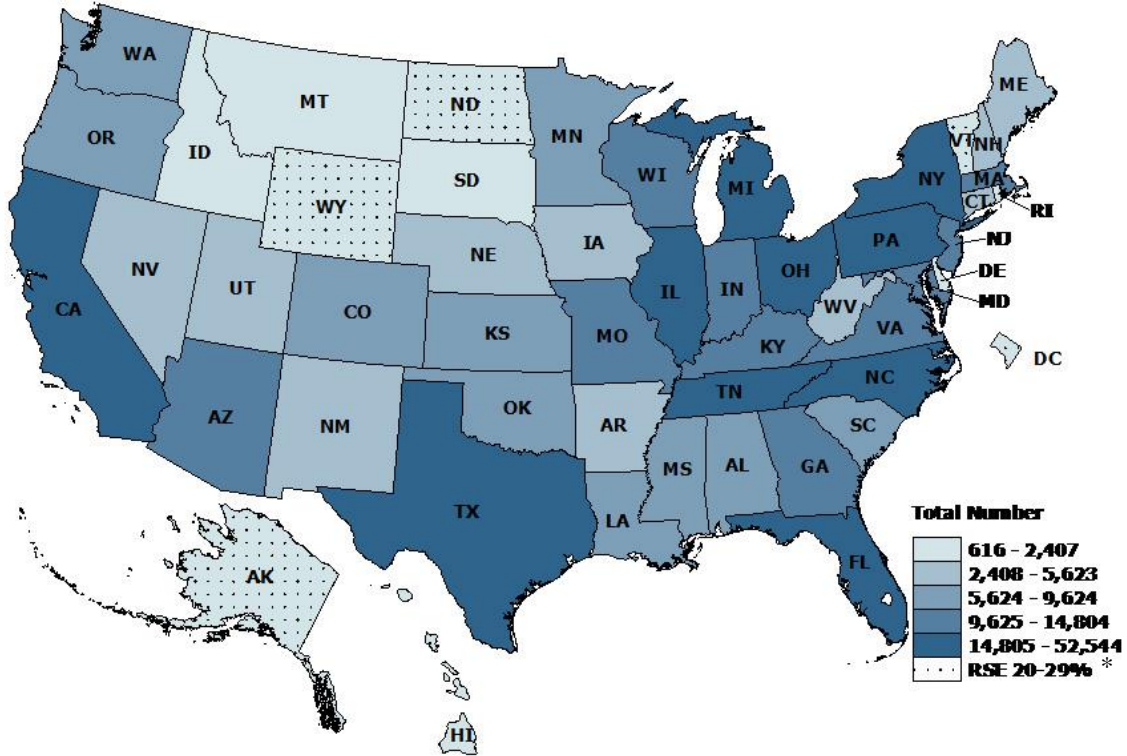 WA
MT
ND
MN
ME
OR
ID
SD
WI
MI
NY
VT
NH
MA
CT
RI
WY
NE
IA
PA
NJ
NV
UT
CO
KS
MO
IL
IN
OH
WV
VA
DE
MD
CA
KY
DC
AZ
NM
OK
AR
TN
NC
SC
TX
LA
MS
AL
GA
FL
AK
HI
Total Number
616 - 2,407
2,408 - 5,623
5,624 - 9,624
9,625 - 14,804
14,805 - 52,544
RSE 20-29% *